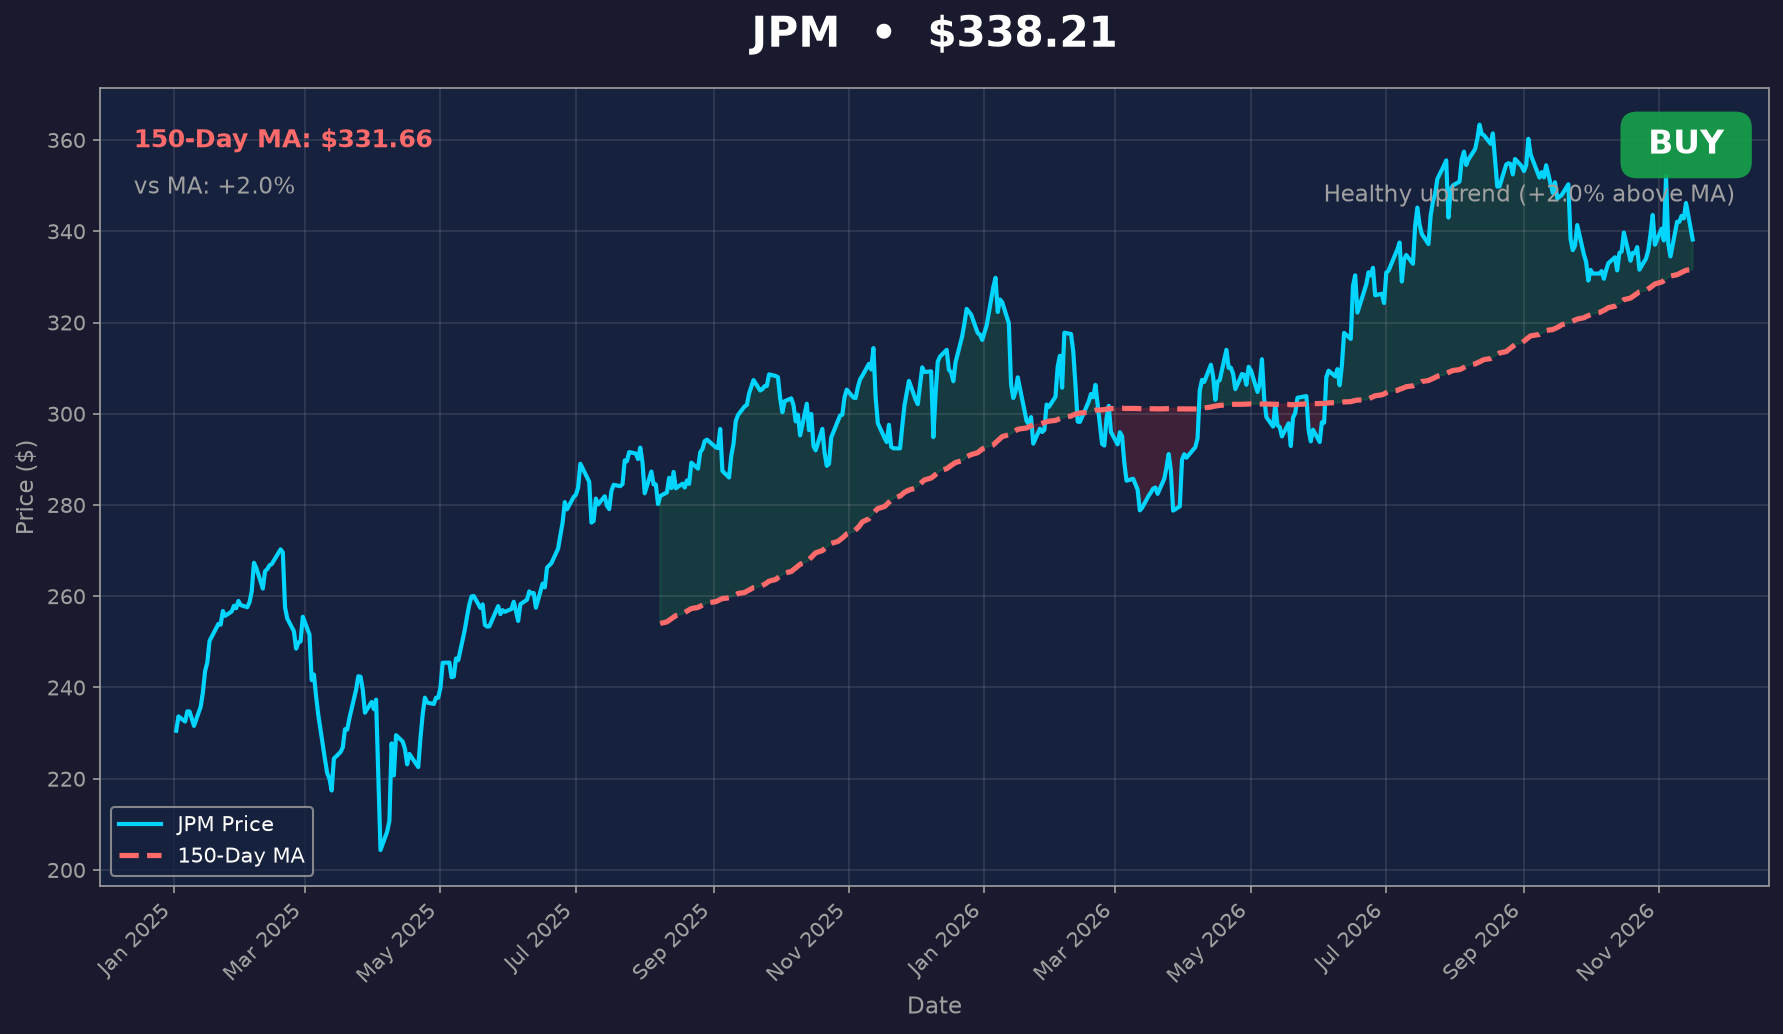 JPM • $338.21
150-Day MA: $331.66
vs MA: +2.0%
BUY
Healthy uptrend (+2.0% above MA)
Price ($)
360
340
320
300
280
260
240
220
200
JPM Price
150-Day MA
Jan 2025
Mar 2025
May 2025
Jul 2025
Sep 2025
Nov 2025
Jan 2026
Mar 2026
May 2026
Jul 2026
Sep 2026
Nov 2026
Date